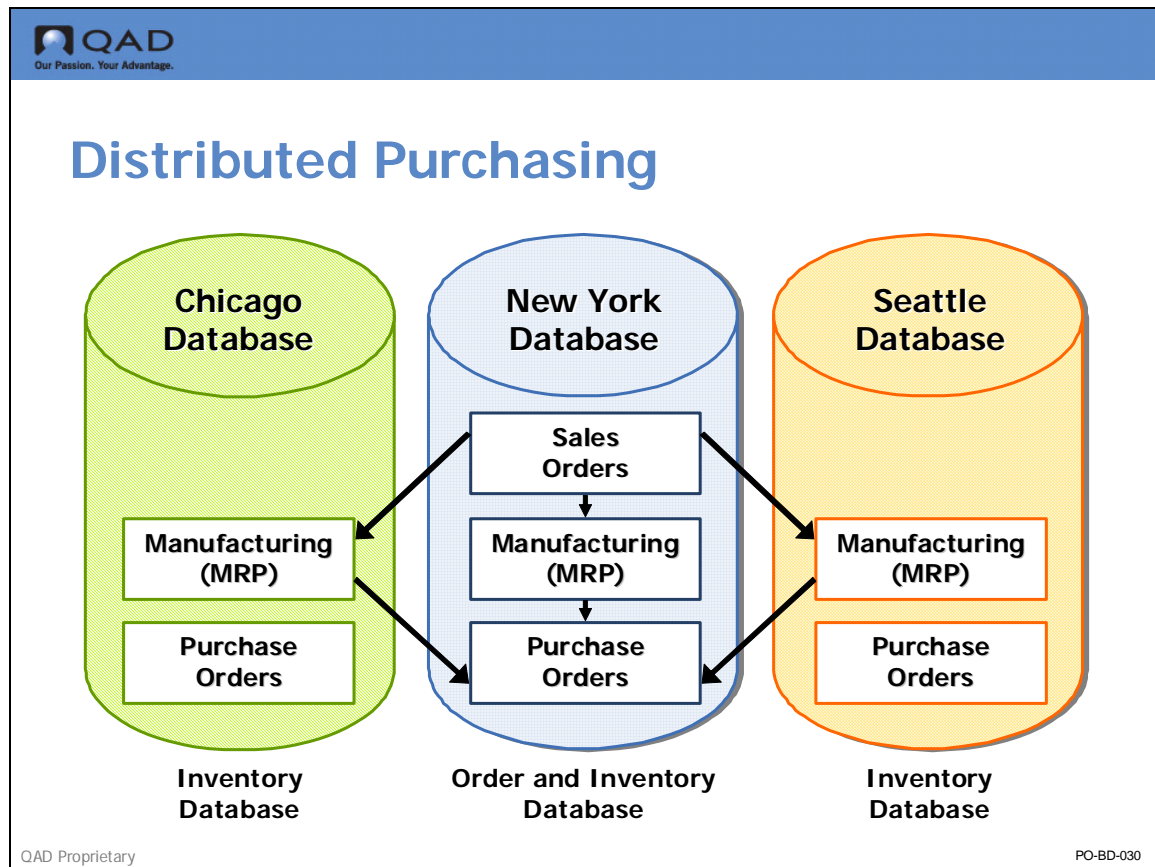 QAD
Our Passion. Your Advantage.
Distributed Purchasing
Chicago
Database
New York
Database
Seattle
Database
Sales
Orders
Manufacturing
(MRP)
Manufacturing
(MRP)
Manufacturing
(MRP)
Purchase
Orders
Purchase
Orders
Purchase
Orders
Inventory
Database
Order and Inventory
Database
Inventory
Database
QAD Proprietary
PO-BD-030